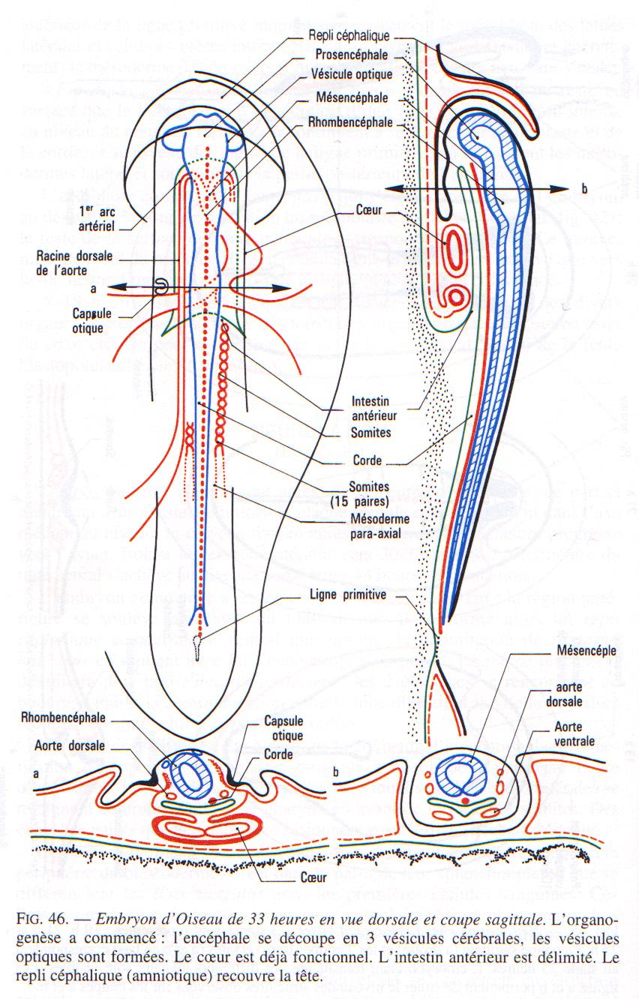 Repli céphalique
Prosencéphale
Vésicule optique
Mésencéphale
Rhombencéphale
b
1er arc
artériel
Cœur
Racine dorsale
de l'aorte
a
Capsule
otique
Intestin
antérieur
Somites
Corde
Somites
(15 paires)
Mésoderme
para-axial
Ligne primitive
Mésencéple
aorte
dorsale
Aorte
ventrale
Rhombencéphale
Aorte dorsale
Capsule
otique
Corde
a
b
Cœur
FIG. 46. — Embryon d'Oiseau de 33 heures en vue dorsale et coupe sagittale. L'organo-
genèse a commencé : l'encéphale se découpe en 3 vésicules cérébrales, les vésicules
optiques sont formées. Le cœur est déjà fonctionnel. L'intestin antérieur est délimité. Le
repli céphalique (amniotique) recouvre la tête.